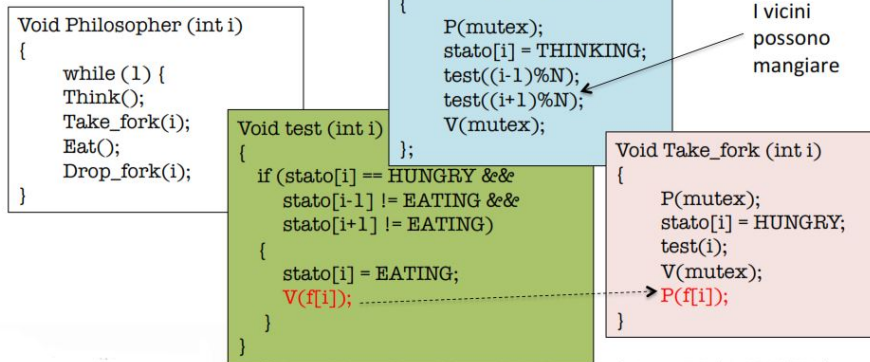 Void Philosopher (int i)
{
while (1) {
Think();
Take_fork(i);
Eat();
Drop_fork(i);
}
{
P(mutex);
stato[i] = THINKING;
test((i-1)%N);
test((i+1)%N);
V(mutex);
};
I vicini
possono
mangiare
Void test (int i)
{
if (stato[i] == HUNGRY &&
stato[i-1] != EATING &&
stato[i+1] != EATING)
{
stato[i] = EATING;
V(f[i]);
}
}
Void Take_fork (int i)
{
P(mutex);
stato[i] = HUNGRY;
test(i);
V(mutex);
P(f[i]);
}